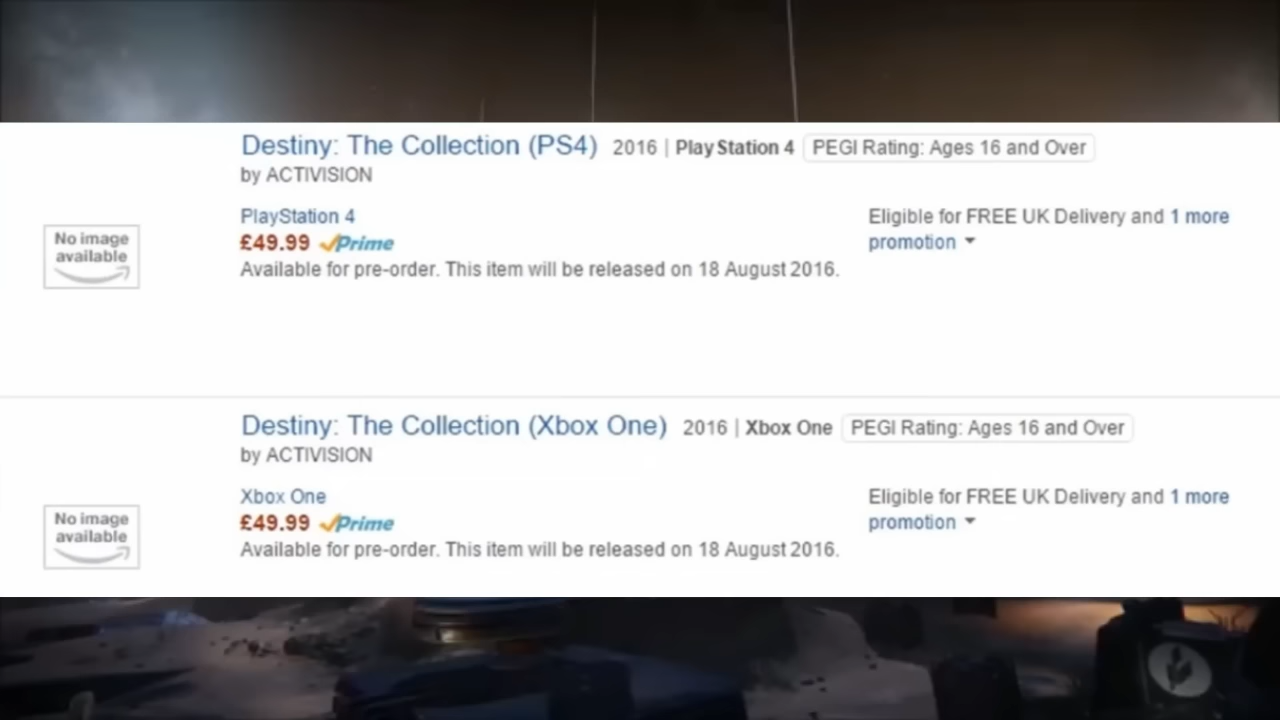 Destiny: The Collection (PS4) 2016 | PlayStation 4 PEGI Rating: Ages 16 and Over
by ACTIVISION
PlayStation 4
Eligible for FREE UK Delivery and 1 more
promotion
No image
available
£49.99 Prime
Available for pre-order. This item will be released on 18 August 2016.
Destiny: The Collection (Xbox One) 2016 | Xbox One PEGI Rating: Ages 16 and Over
by ACTIVISION
Xbox One
Eligible for FREE UK Delivery and 1 more
promotion
No image
available
£49.99 Prime
Available for pre-order. This item will be released on 18 August 2016.